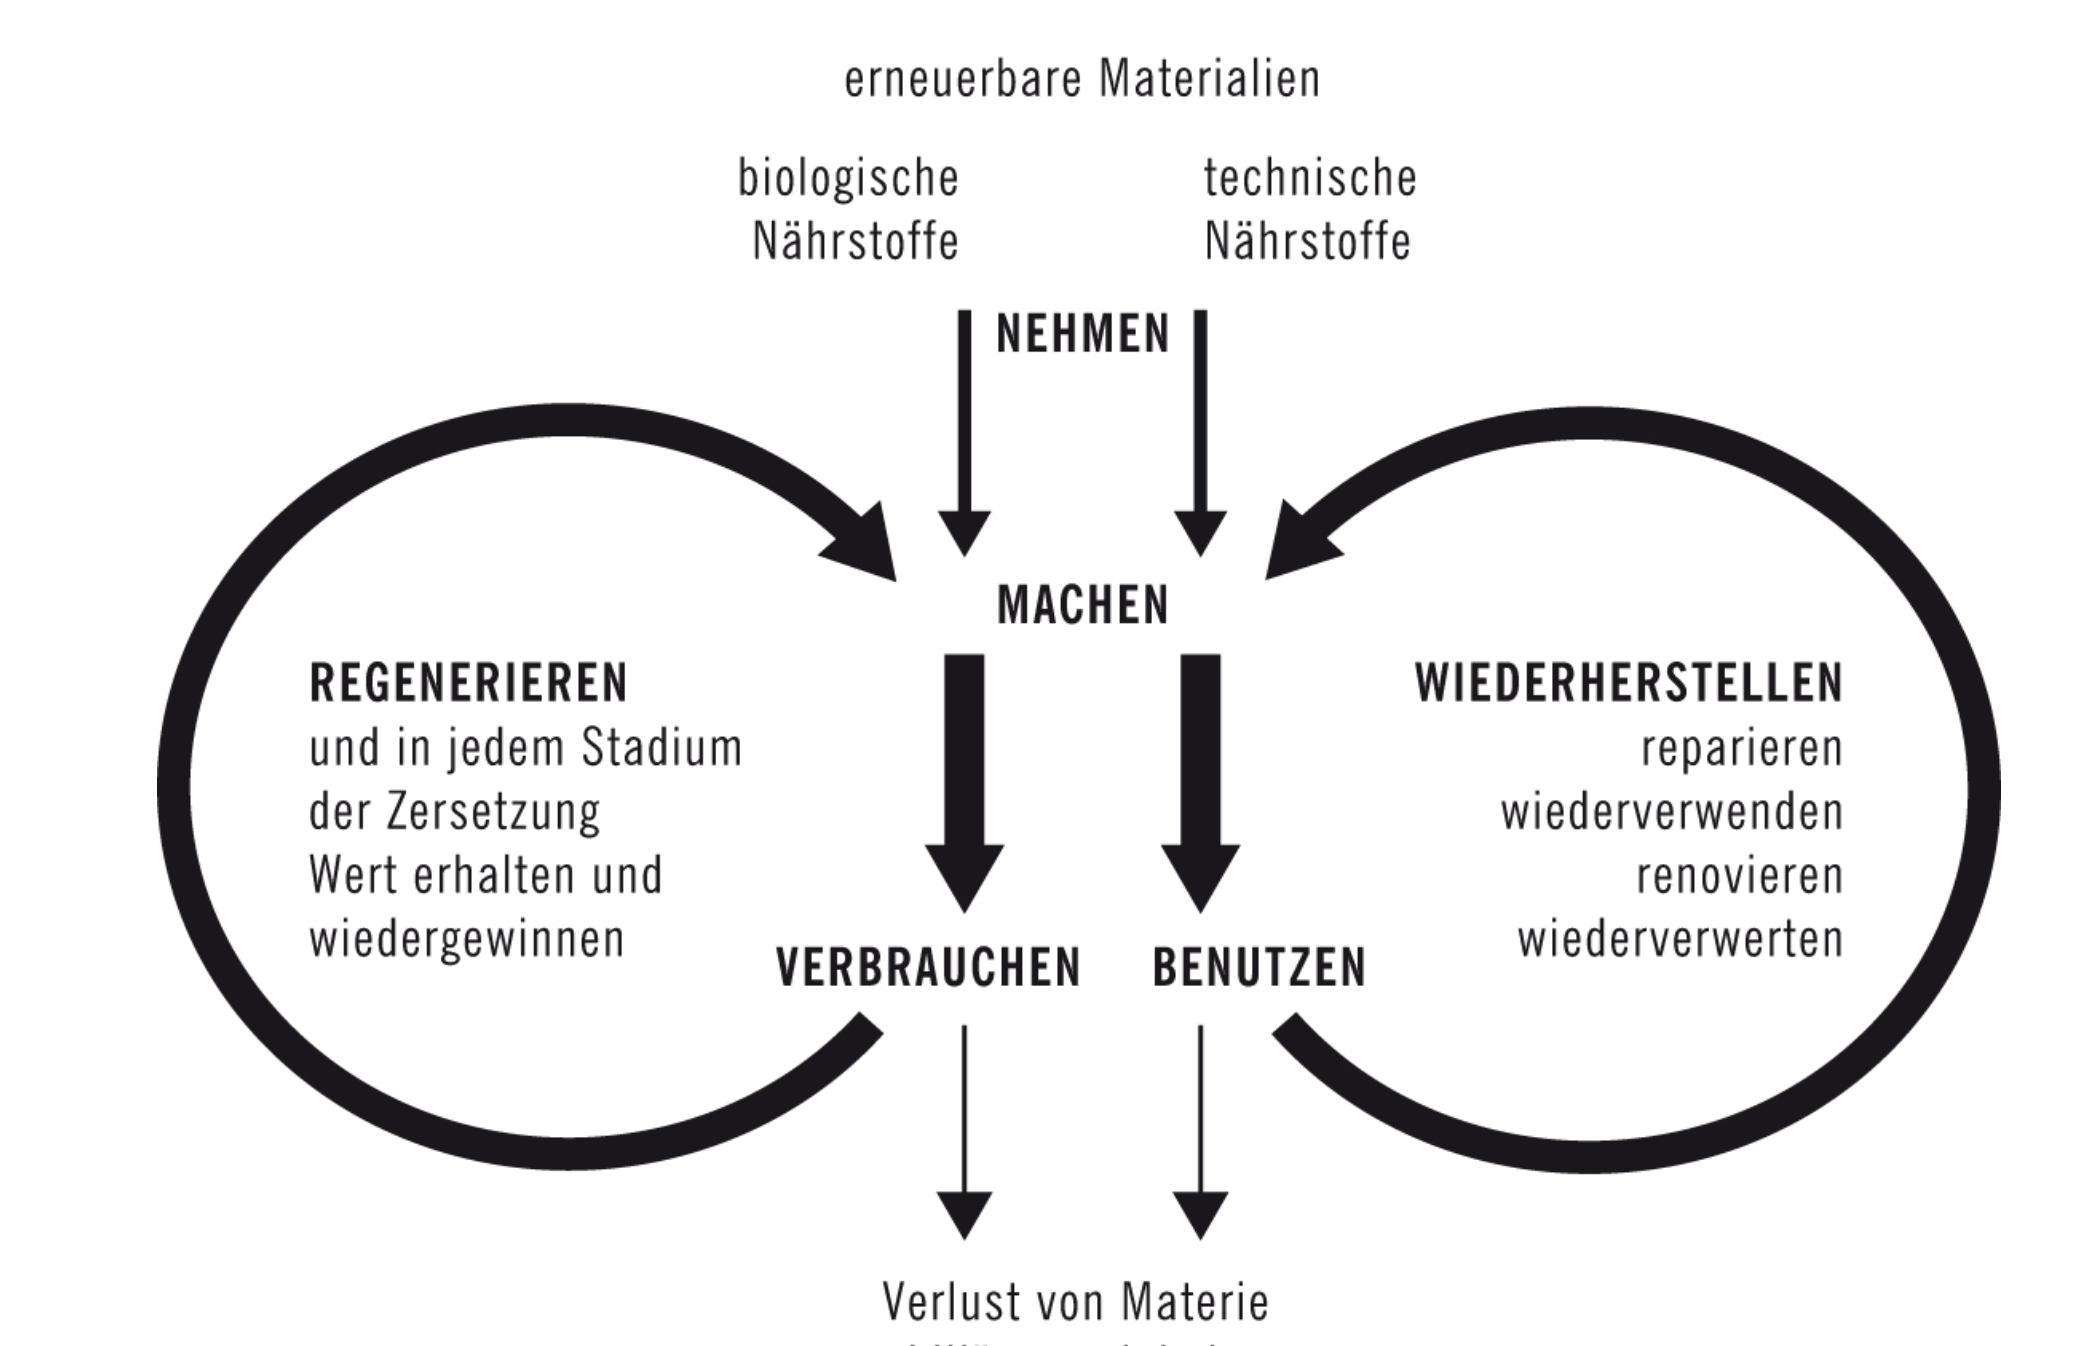 erneuerbare Materialien
biologische
Nährstoffe
technische
Nährstoffe
NEHMEN
MACHEN
REGENERIEREN
und in jedem Stadium
der Zersetzung
Wert erhalten und
wiedergewinnen
WIEDERHERSTELLEN
reparieren
wiederverwenden
renovieren
wiederverwerten
VERBRAUCHEN
BENUTZEN
Verlust von Materie